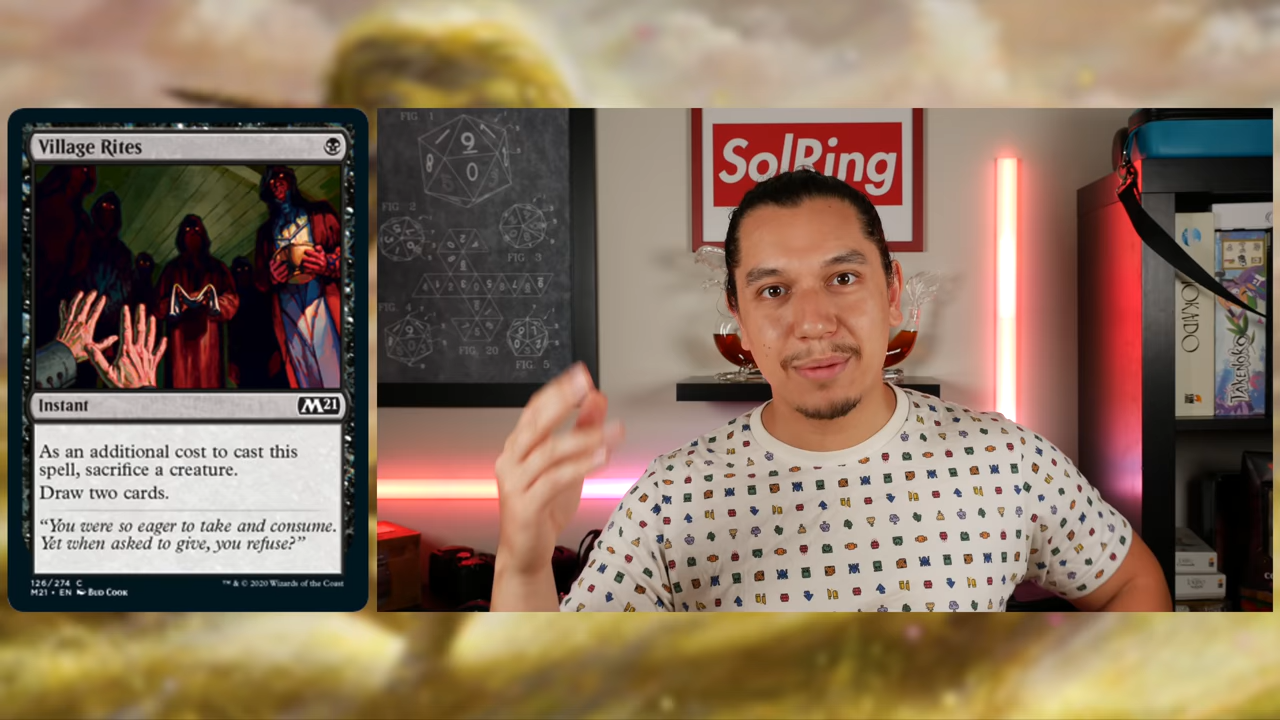 Village Rites
Instant
M21
As an additional cost to cast this
spell, sacrifice a creature.
Draw two cards.
“You were so eager to take and consume.
Yet when asked to give, you refuse?”
126/274 C
M21 • EN Bud Cook
™ & © 2020 Wizards of the Coast
FIG 1
9
8
0
FIG. 2
FIG. 3
FIG. 4
FIG. 20
FIG. 5
SolRing
TAKENOKO